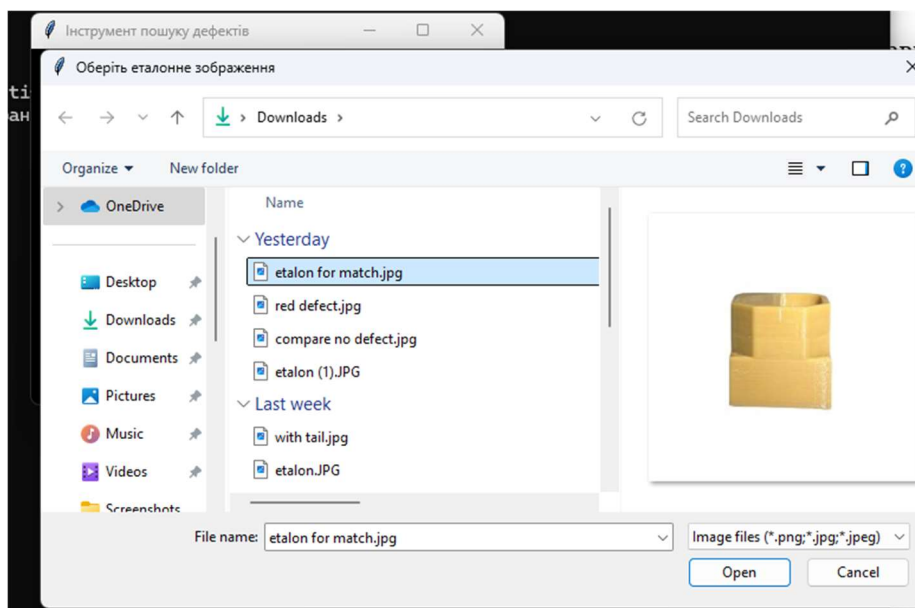 Інструмент пошуку дефектів
Оберіть еталонне зображення
ti
ан
Downloads
Search Downloads
Organize
New folder
OneDrive
Desktop
Downloads
Documents
Pictures
Music
Videos
Screenshots
Name
Yesterday
etalon for match.jpg
red defect.jpg
compare no defect.jpg
etalon (1).JPG
Last week
with tail.jpg
etalon.JPG
File name: etalon for match.jpg
Image files (*.png;*.jpg;*.jpeg)
Open
Cancel